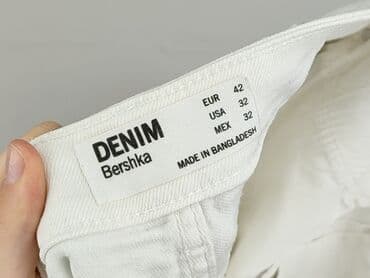 DENIM
Bershka
EUR 42
USA 32
MEX 32
MADE IN BANGLADESH